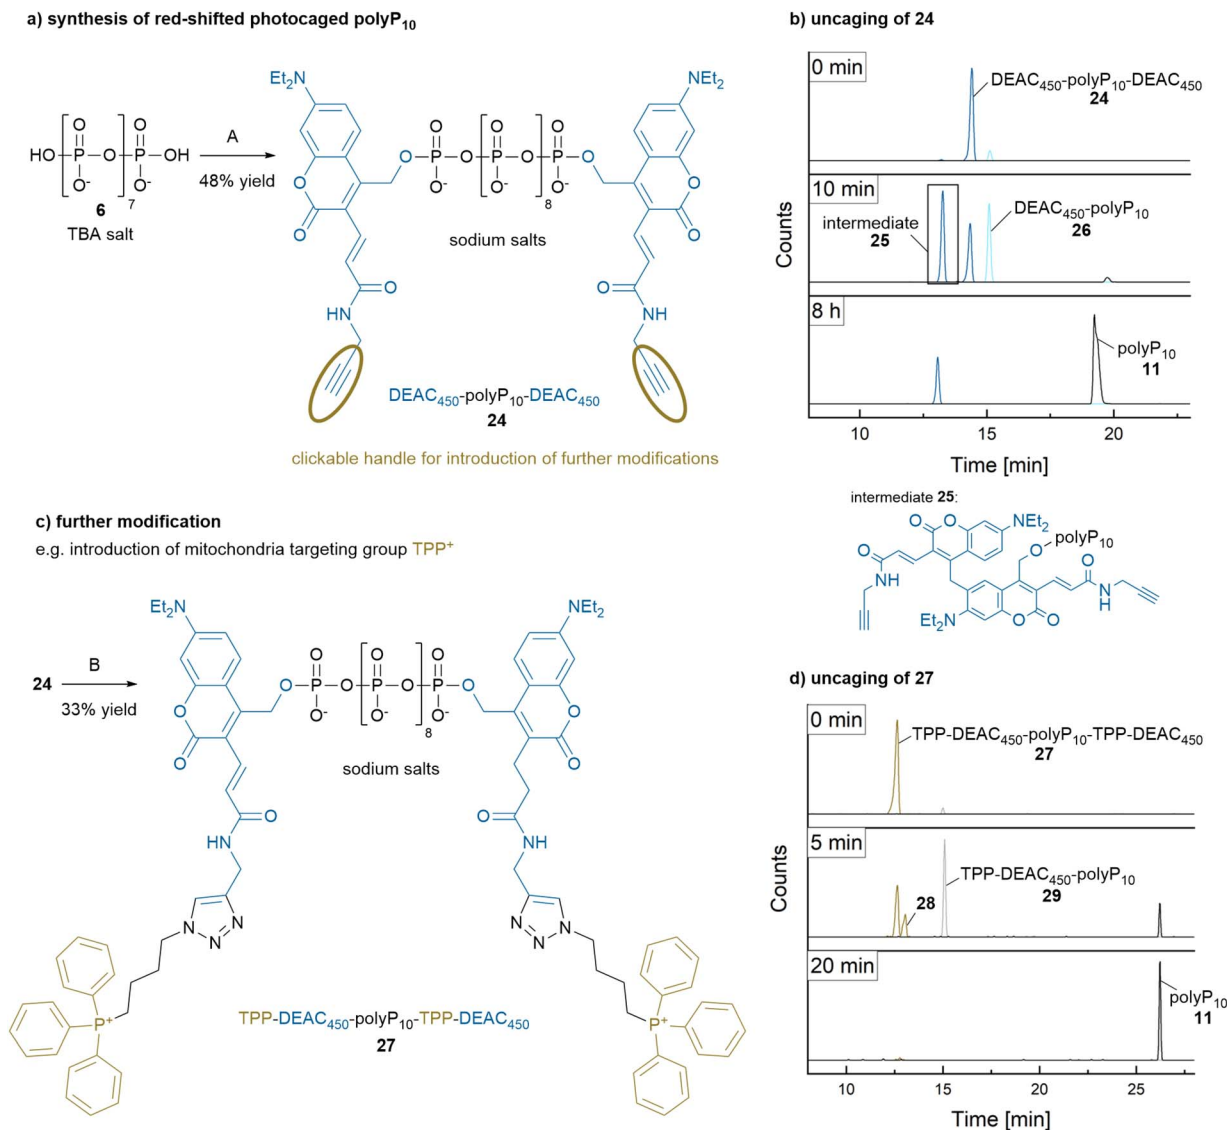 a) synthesis of red-shifted photocaged polyP10
Et2N
NEt2
HO
P
O
O-
O
P
O
O-
OH
7
6
TBA salt
A
48% yield
O
O
O
P
O
O-
O
P
O
O-
O
P
O
O-
8
O
O
O
sodium salts
O
HN
O
NH
DEAC450-polyP10-DEAC450
24
clickable handle for introduction of further modifications
b) uncaging of 24
0 min
DEAC450-polyP10-DEAC450
24
10 min
intermediate
25
DEAC450-polyP10
26
8 h
polyP10
11
Counts
10
15
20
Time [min]
intermediate 25:
O
O
NEt2
O
polyP10
O
NH
O
N
H
Et2N
O
O
c) further modification
e.g. introduction of mitochondria targeting group TPP+
Et2N
NEt2
24
B
33% yield
O
O
O
P
O
O-
O
P
O
O-
O
P
O
O-
8
O
O
O
sodium salts
O
HN
O
NH
N
N
N
N
N
N
P+
P+
TPP-DEAC450-polyP10-TPP-DEAC450
27
d) uncaging of 27
0 min
TPP-DEAC450-polyP10-TPP-DEAC450
27
5 min
28
TPP-DEAC450-polyP10
29
20 min
polyP10
11
Counts
10
15
20
25
Time [min]